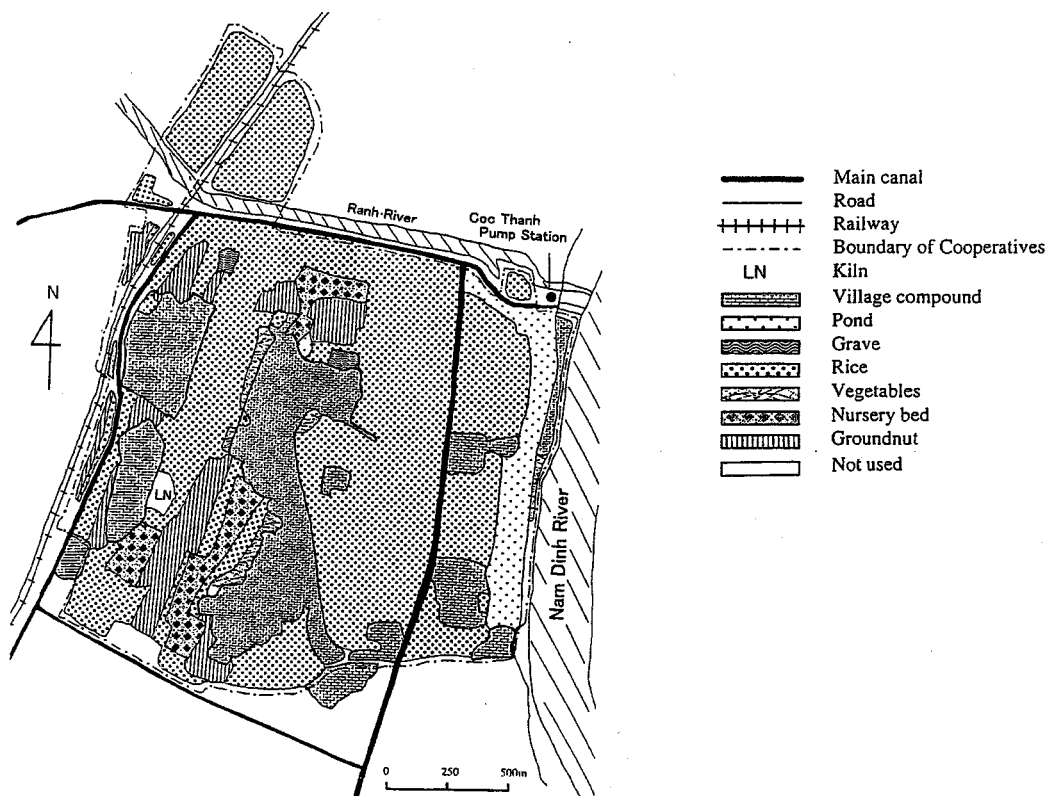 Ranh-River
Coc Thanh
Pump Station
N
LN
Nam Dinh River
0 250 500m
Main canal
Road
Railway
Boundary of Cooperatives
LN Kiln
Village compound
Pond
Grave
Rice
Vegetables
Nursery bed
Groundnut
Not used